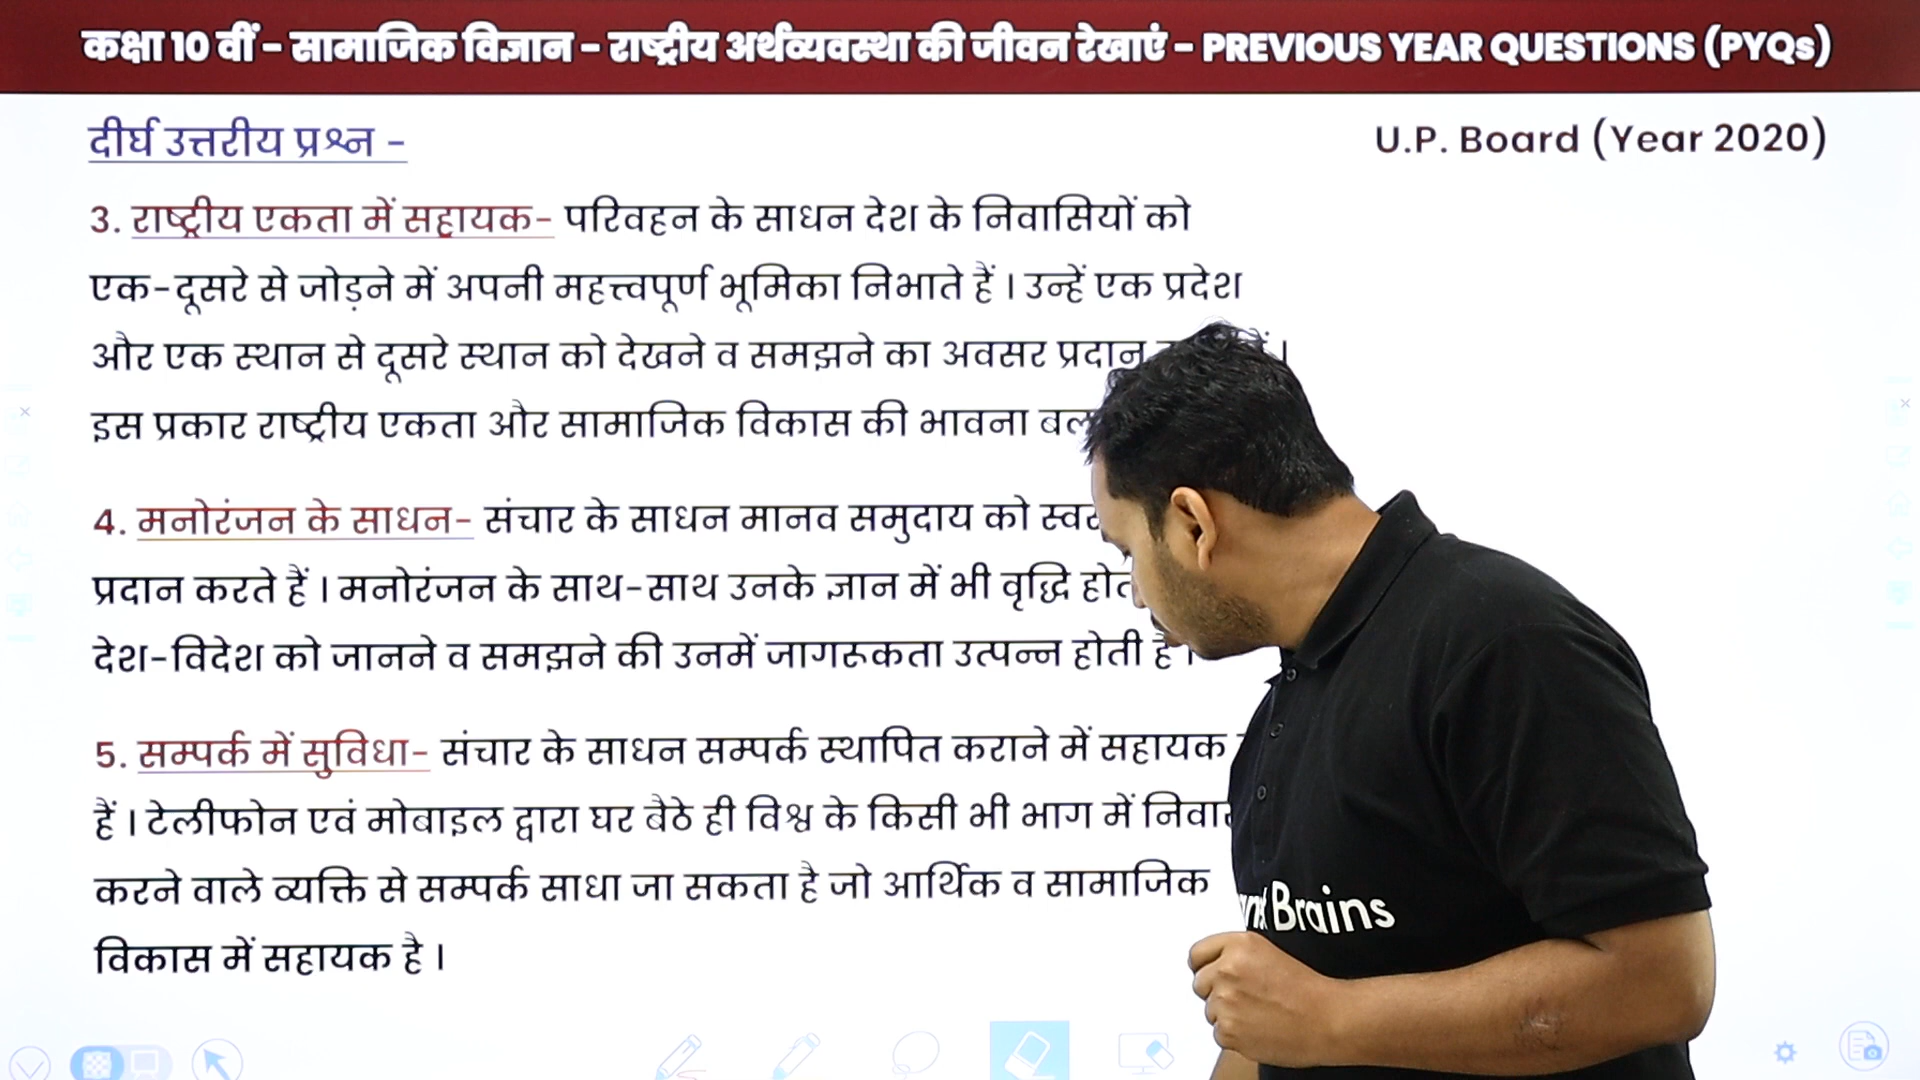 कक्षा 10 वीं - सामाजिक विज्ञान - राष्ट्रीय अर्थव्यवस्था की जीवन रेखाएं - PREVIOUS YEAR QUESTIONS (PYQs)
दीर्घ उत्तरीय प्रश्न -
U.P. Board (Year 2020)
3. राष्ट्रीय एकता में सहायक- परिवहन के साधन देश के निवासियों को
एक-दूसरे से जोड़ने में अपनी महत्त्वपूर्ण भूमिका निभाते हैं । उन्हें एक प्रदेश
और एक स्थान से दूसरे स्थान को देखने व समझने का अवसर प्रदान
इस प्रकार राष्ट्रीय एकता और सामाजिक विकास की भावना
4. मनोरंजन के साधन- संचार के साधन मानव समुदाय को
प्रदान करते हैं । मनोरंजन के साथ-साथ उनके ज्ञान में भी वृद्धि
देश-विदेश को जानने व समझने की उनमें जागरूकता उत्पन्न होती है ।
5. सम्पर्क में सुविधा- संचार के साधन सम्पर्क स्थापित कराने में सहायक
हैं । टेलीफोन एवं मोबाइल द्वारा घर बैठे ही विश्व के किसी भी भाग में
करने वाले व्यक्ति से सम्पर्क साधा जा सकता है जो आर्थिक व सामाजिक
विकास में सहायक है ।
Brains